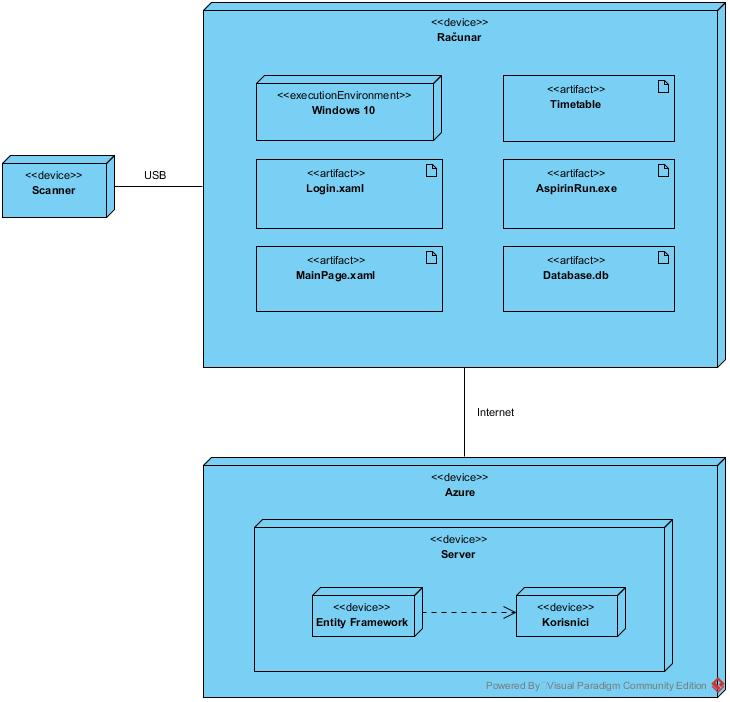 <<device>>
Računar
<<executionEnvironment>>
Windows 10
<<artifact>>
Timetable
<<device>>
Scanner
USB
<<artifact>>
Login.xaml
<<artifact>>
AspirinRun.exe
<<artifact>>
MainPage.xaml
<<artifact>>
Database.db
Internet
<<device>>
Azure
<<device>>
Server
<<device>>
Entity Framework
<<device>>
Korisnici
Powered By Visual Paradigm Community Edition